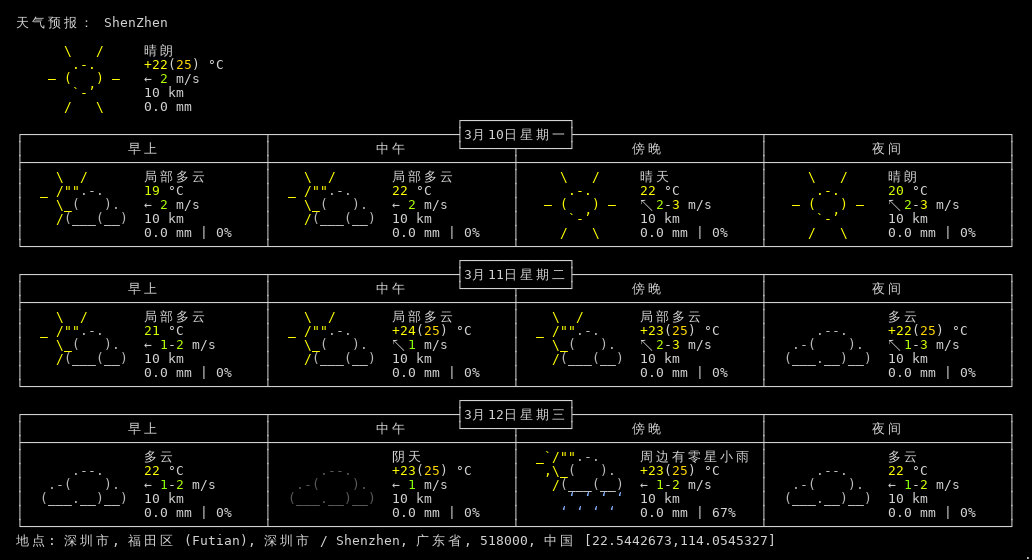 天气预报： ShenZhen
晴朗
+22(25) °C
← 2 m/s
10 km
0.0 mm
3月10日星期一
早上 中午 傍晚 夜间
局部多云 局部多云 晴天 晴朗
19 °C 22 °C 22 °C 20 °C
← 2 m/s ← 2 m/s ↖ 2-3 m/s ↖ 2-3 m/s
10 km 10 km 10 km 10 km
0.0 mm | 0% 0.0 mm | 0% 0.0 mm | 0% 0.0 mm | 0%
3月11日星期二
早上 中午 傍晚 夜间
局部多云 局部多云 局部多云 多云
21 °C +24(25) °C +23(25) °C +22(25) °C
← 1-2 m/s ↖ 1 m/s ↖ 2-3 m/s ↖ 1-3 m/s
10 km 10 km 10 km 10 km
0.0 mm | 0% 0.0 mm | 0% 0.0 mm | 0% 0.0 mm | 0%
3月12日星期三
早上 中午 傍晚 夜间
多云 阴天 周边有零星小雨 多云
22 °C +23(25) °C +23(25) °C 22 °C
← 1-2 m/s ← 1 m/s ← 1-2 m/s ← 1-2 m/s
10 km 10 km 10 km 10 km
0.0 mm | 0% 0.0 mm | 0% 0.0 mm | 67% 0.0 mm | 0%
地点: 深圳市, 福田区 (Futian), 深圳市 / Shenzhen, 广东省, 518000, 中国 [22.5442673,114.0545327]